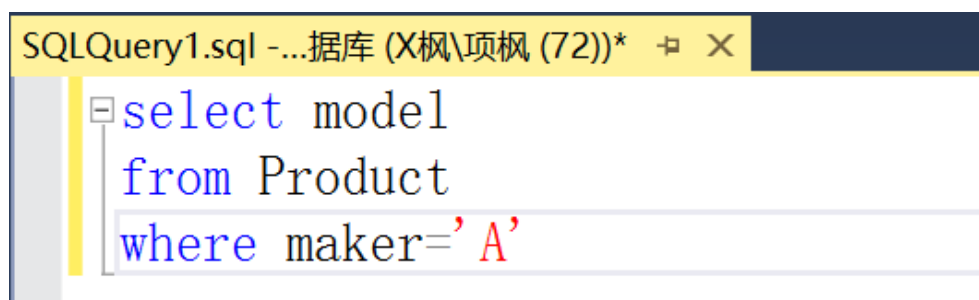 SQLQuery1.sql -...据库 (X枫\项枫 (72))*
select model
from Product
where maker='A'